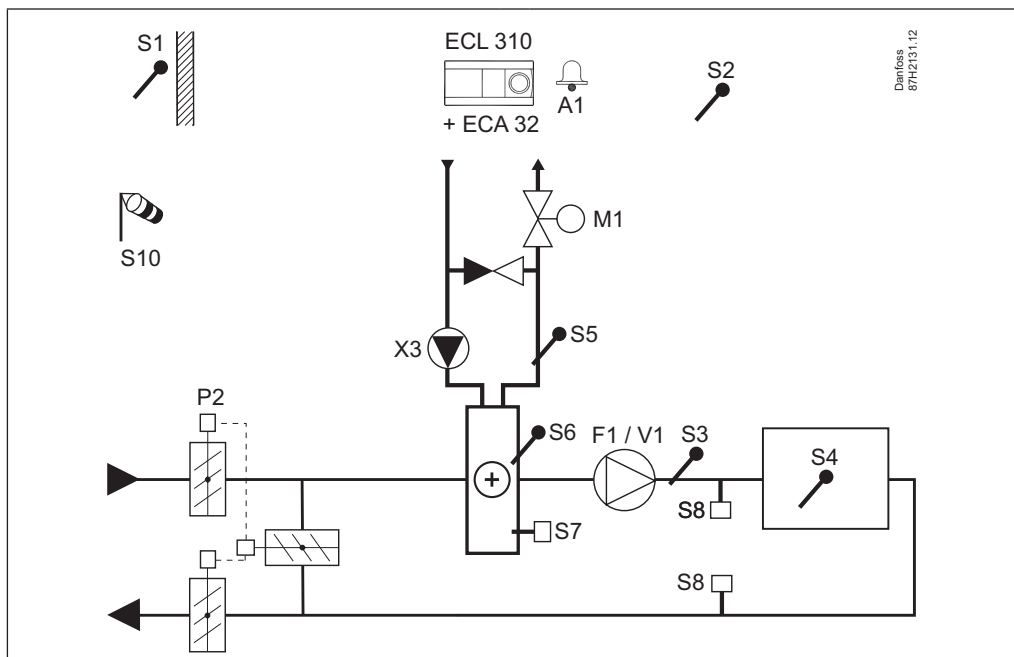 S1
ECL 310
A1
+ ECA 32
S2
Danfoss
87H2131.12
S10
M1
X3
S5
P2
S6
F1 / V1
S3
S4
S8
S7
S8